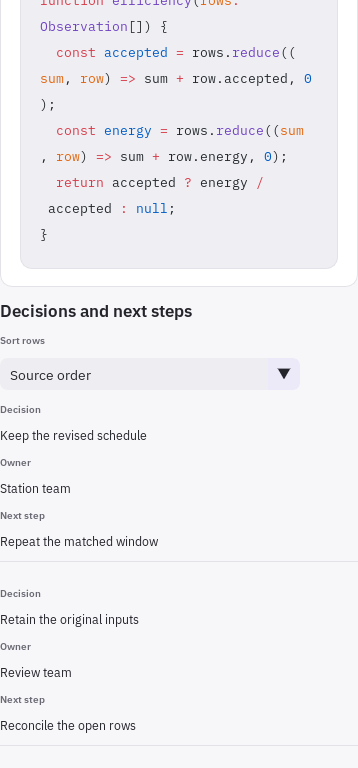 function efficiency(rows:
Observation[]) {
  const accepted = rows.reduce((
sum, row) => sum + row.accepted, 0
);
  const energy = rows.reduce((sum
, row) => sum + row.energy, 0);
  return accepted ? energy /
 accepted : null;
}
Decisions and next steps
Sort rows
Source order
Decision
Keep the revised schedule
Owner
Station team
Next step
Repeat the matched window
Decision
Retain the original inputs
Owner
Review team
Next step
Reconcile the open rows